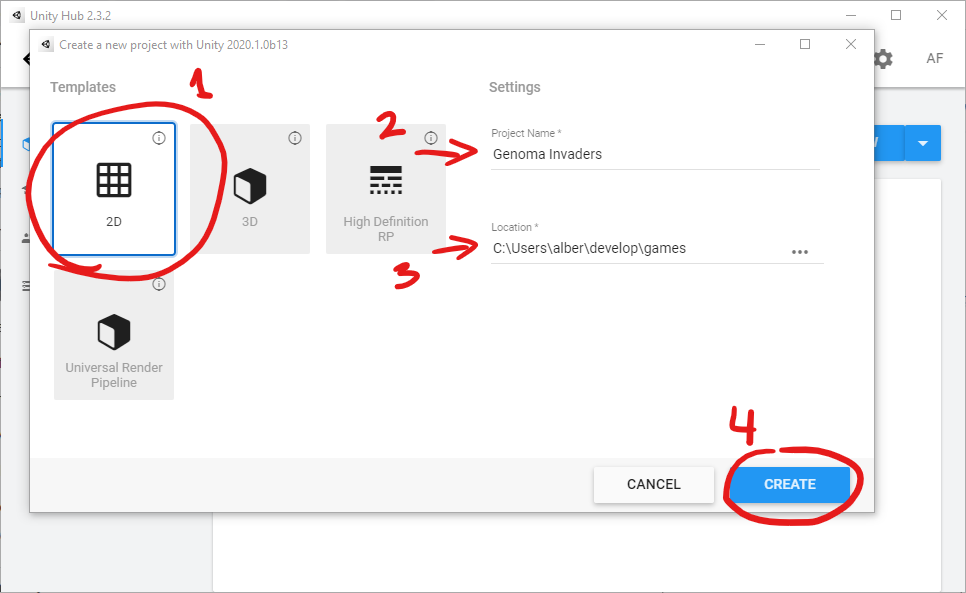 Unity Hub 2.3.2
Create a new project with Unity 2020.1.0b13
AF
Templates
1
Settings
2D
3D
High Definition
RP
2
Project Name *
Genoma Invaders
Location *
C:\Users\alber\develop\games
3
Universal Render
Pipeline
4
CANCEL
CREATE